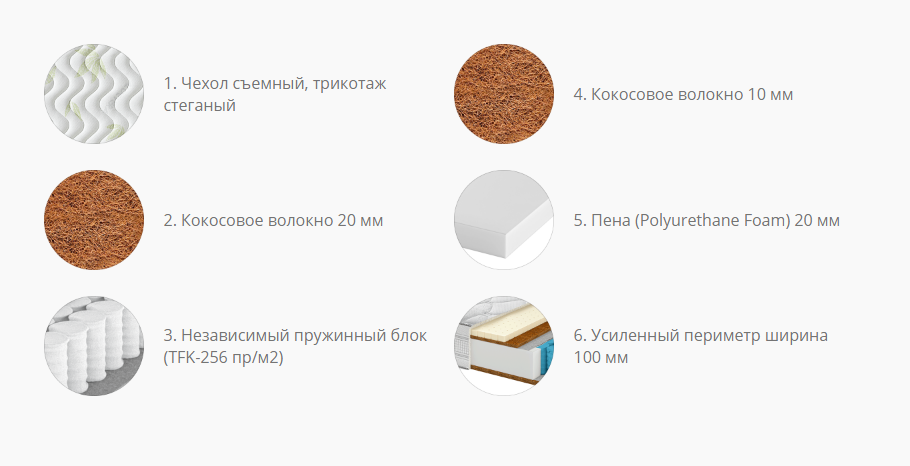 1. Чехол съемный, трикотаж
стеганый
2. Кокосовое волокно 20 мм
3. Независимый пружинный блок
(TFK-256 пр/м2)
4. Кокосовое волокно 10 мм
5. Пена (Polyurethane Foam) 20 мм
6. Усиленный периметр ширина
100 мм